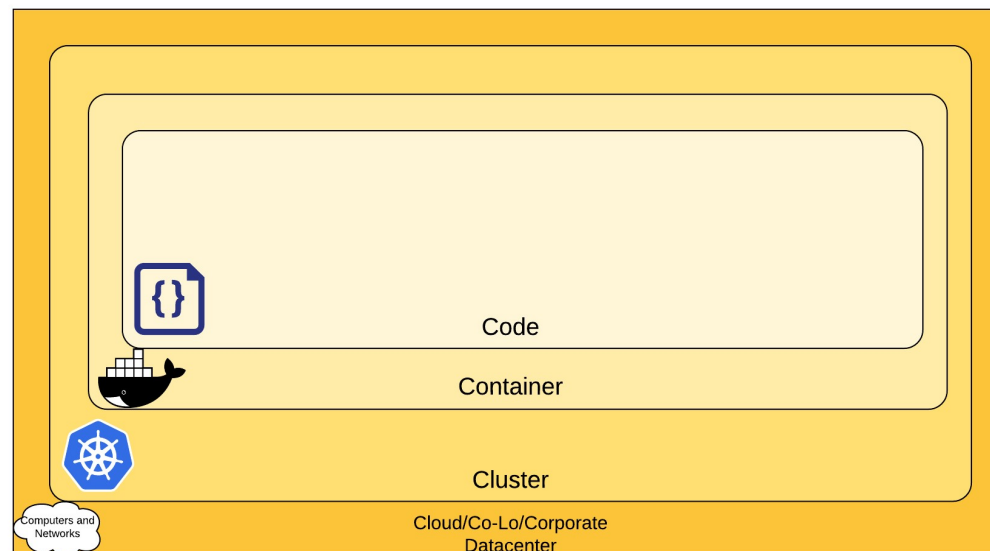 {}
Code
Container
Cluster
Computers and
Networks
Cloud/Co-Lo/Corporate
Datacenter